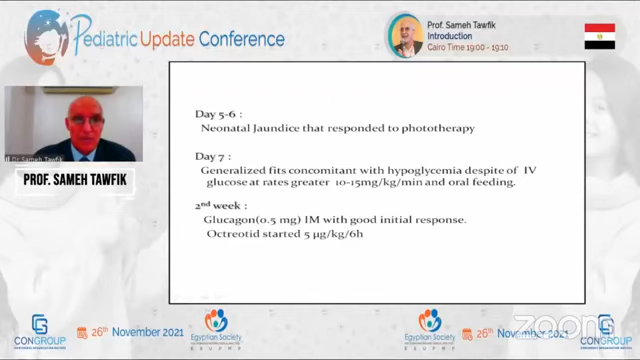 Pediatric Update Conference
Prof. Sameh Tawfik
Introduction
Cairo Time 19:00 - 19:10
Day 5-6 :
Neonatal Jaundice that responded to phototherapy
Day 7 :
Generalized fits concomitant with hypoglycemia despite of IV
glucose at rates greater 10-15mg/kg/min and oral feeding.
2nd week :
Glucagon(0.5 mg) IM with good initial response.
Octreotid started 5 µg/kg/6h
Dr. Sameh Tawfik
PROF. SAMEH TAWFIK
CONGROUP
26th November 2021
Egyptian Society
Egyptian Society
26th November 2021
CONGROUP
zoom